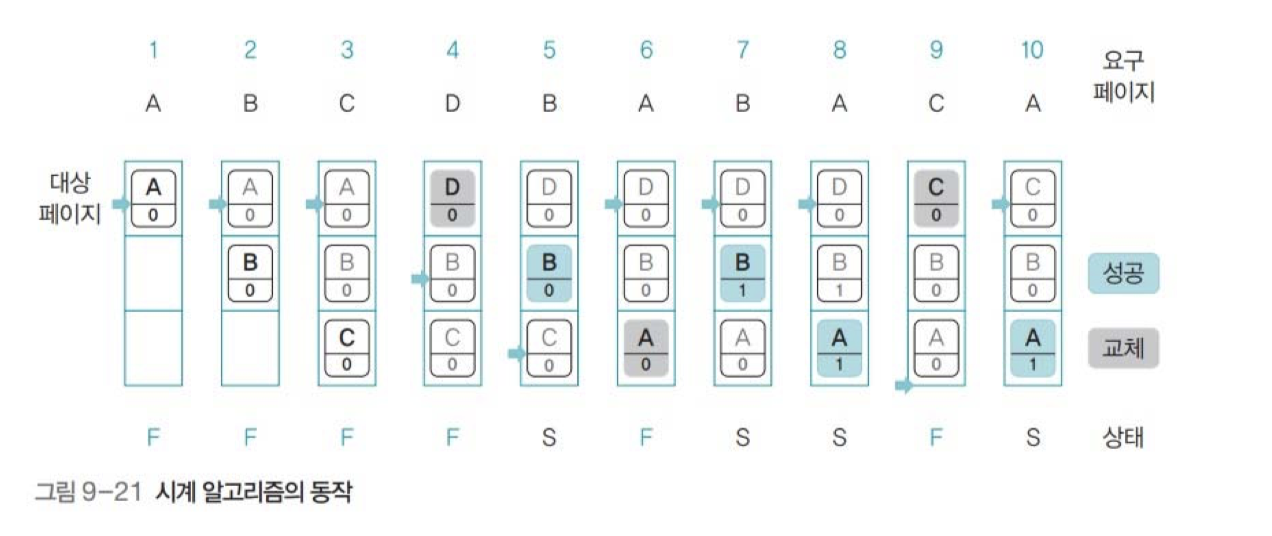 1 2 3 4 5 6 7 8 9 10 요구
A B C D B A B A C A 페이지
대상
페이지
A A A D D D D D C C
0 0 0 0 0 0 0 0 0 0
B B B B B B B B B
0 0 0 0 0 1 1 0 0
성공
C C C A A A A A
0 0 0 0 0 1 0 1
교체
F F F F S F S S F S 상태
그림 9-21 시계 알고리즘의 동작